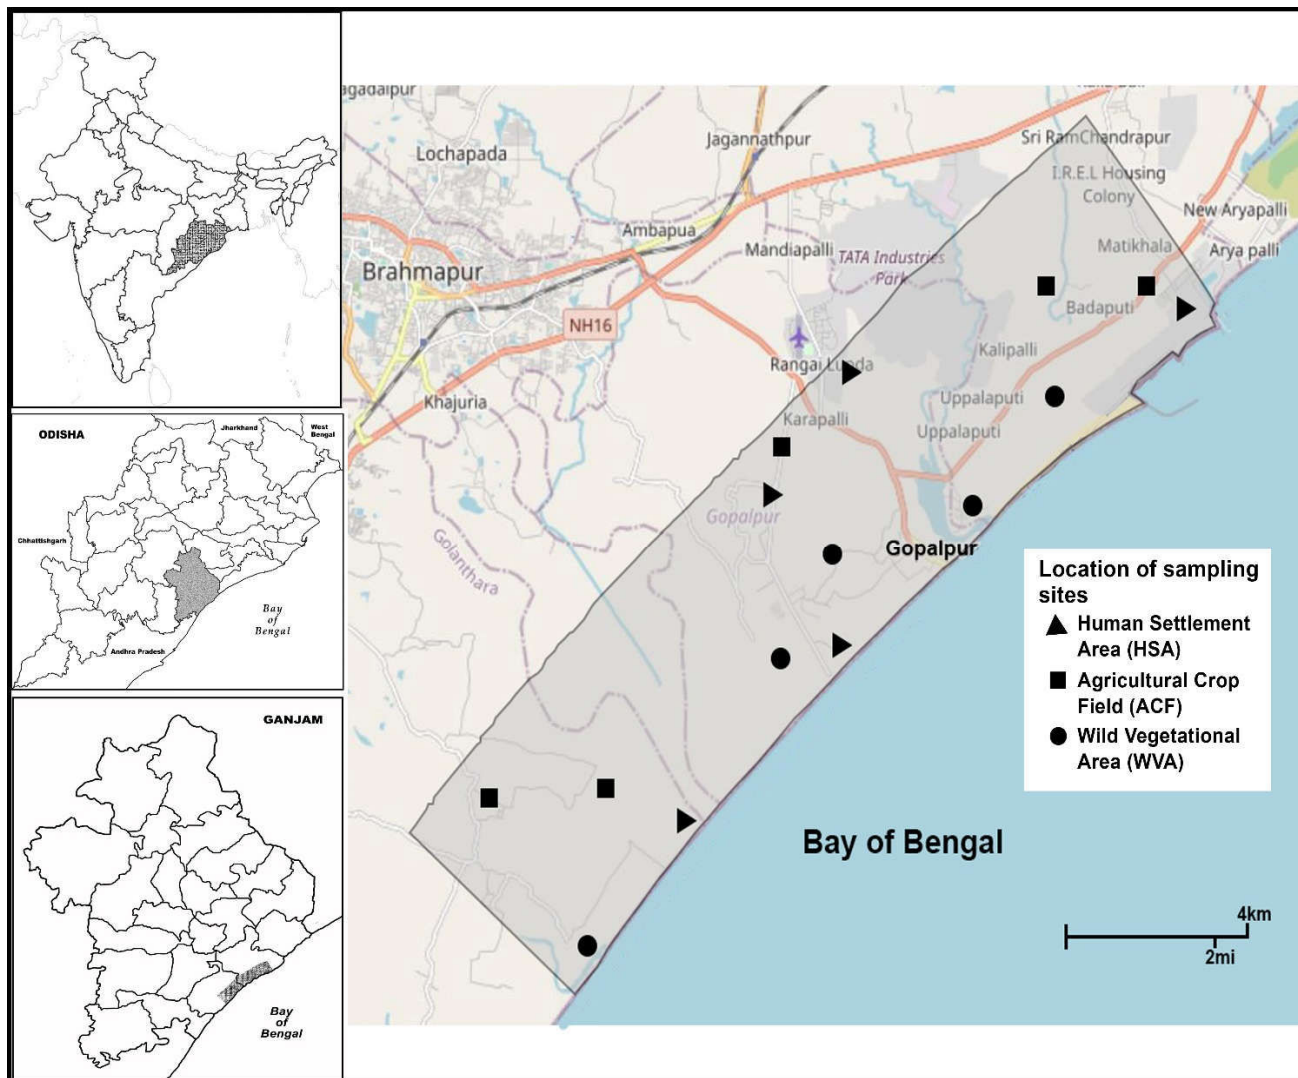 ODISHA
Jharkhand
West
Bengal
Chhattishgarh
Bay
of
Bengal
Andhra Pradesh
GANJAM
Bay
of
Bengal
agadalpur
Lochapada
Jagannathpur
Sri RamChandrapur
I.R.E.L Housing
Colony
New Aryapalli
Ambapua
Mandiapalli
Matikhala
Arya palli
Brahmapur
TATA Industries
Park
NH16
Badaputi
Kalipalli
Khajuria
Karapalli
Uppalaputi
Uppalaputi
Gopalpur
Golanthara
Gopalpur
Location of sampling
sites
Human Settlement
Area (HSA)
Agricultural Crop
Field (ACF)
Wild Vegetational
Area (WVA)
Bay of Bengal
4km
2mi